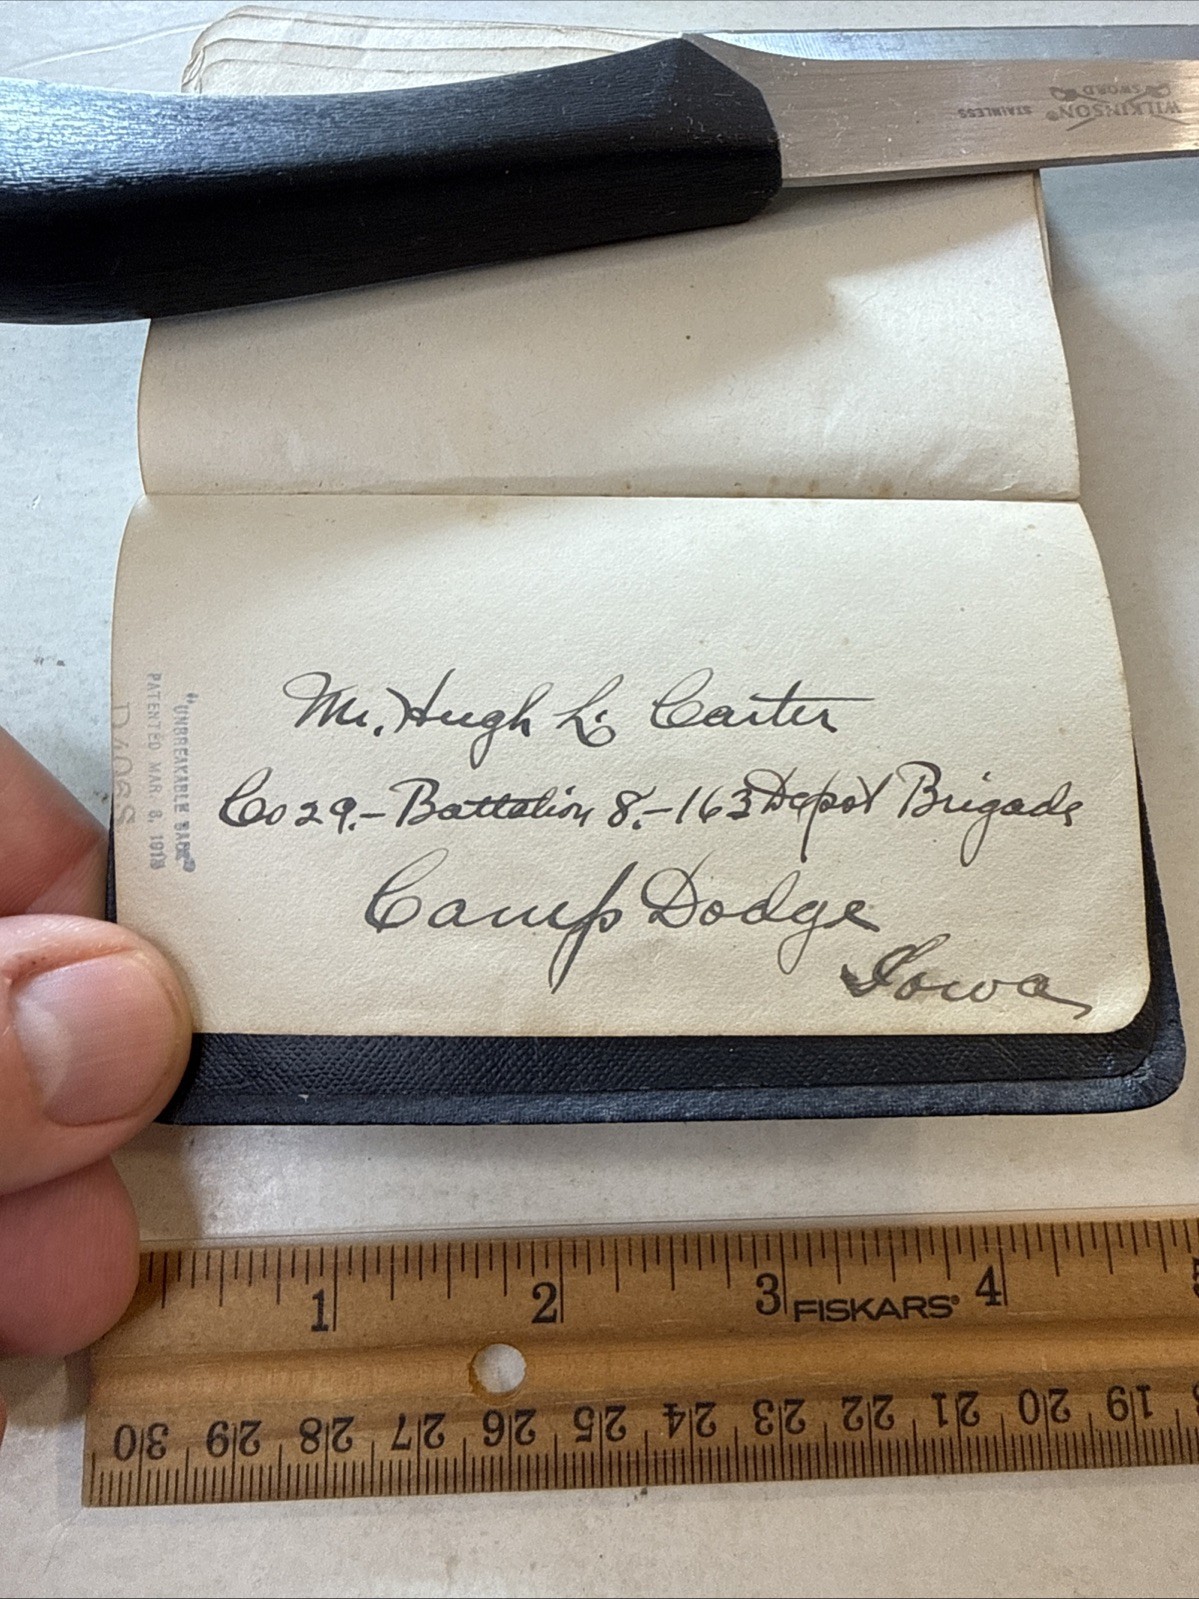 WILKINSON®
SWORD
STAINLESS
"UNBREAKABLE BACK"
PATENTED MAR. 8, 1913
Mr. Hugh L. Carter
Co 29.- Battalion 8.-163 Depot Brigade
Camp Dodge
Iowa
1 2 3 FISKARS® 4 5
30 29 28 27 26 25 24 23 22 21 20 19